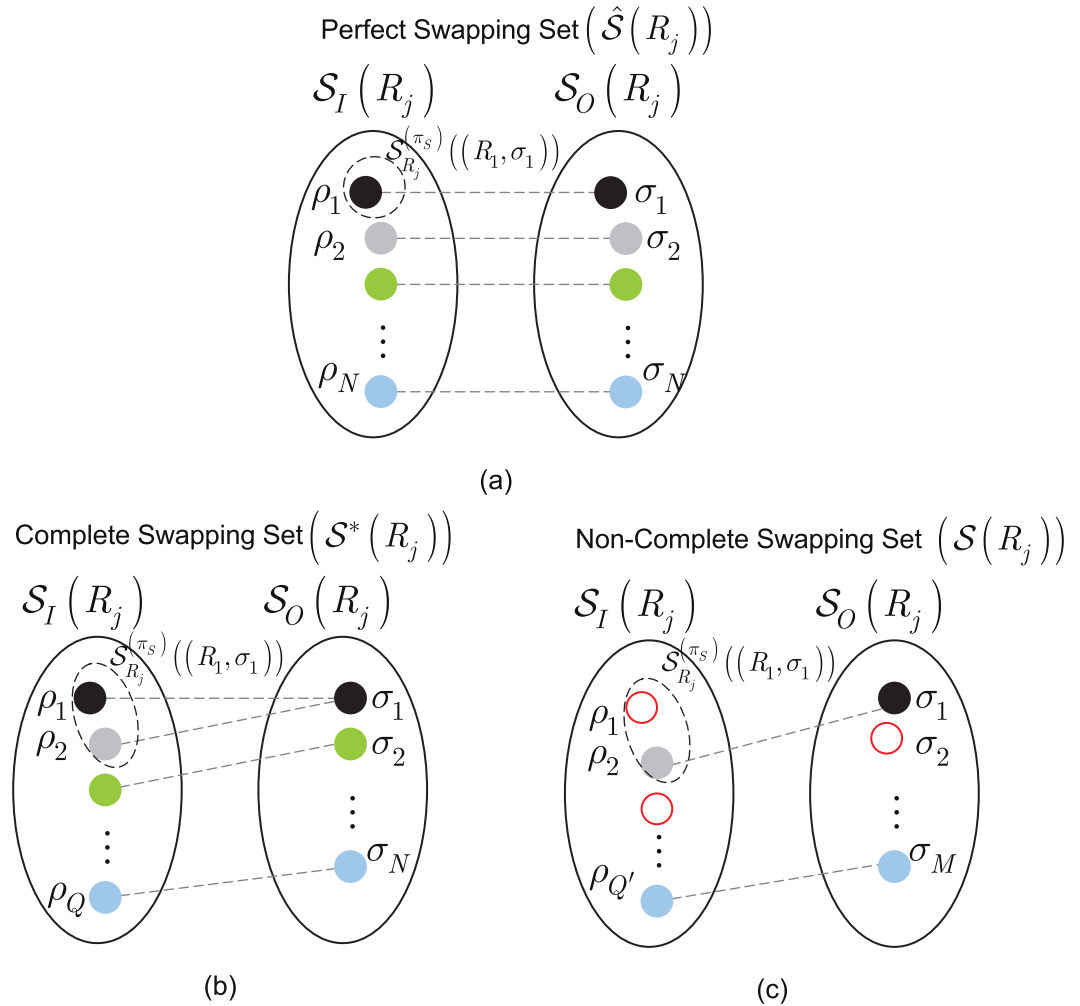 Perfect Swapping Set (𝒮̂(R_j))
𝒮_I (R_j) 𝒮_O (R_j)
𝒮_{R_j}^{(π_S)} ((R_1, σ_1))
ρ_1 σ_1
ρ_2 σ_2
⋮ ⋮
ρ_N σ_N
(a)
Complete Swapping Set (𝒮* (R_j))
𝒮_I (R_j) 𝒮_O (R_j)
𝒮_{R_j}^{(π_S)} ((R_1, σ_1))
ρ_1 σ_1
ρ_2 σ_2
⋮ ⋮
ρ_Q σ_N
(b)
Non-Complete Swapping Set (𝒮(R_j))
𝒮_I (R_j) 𝒮_O (R_j)
𝒮_{R_j}^{(π_S)} ((R_1, σ_1))
ρ_1 σ_1
ρ_2 σ_2
⋮ ⋮
ρ_{Q′} σ_M
(c)